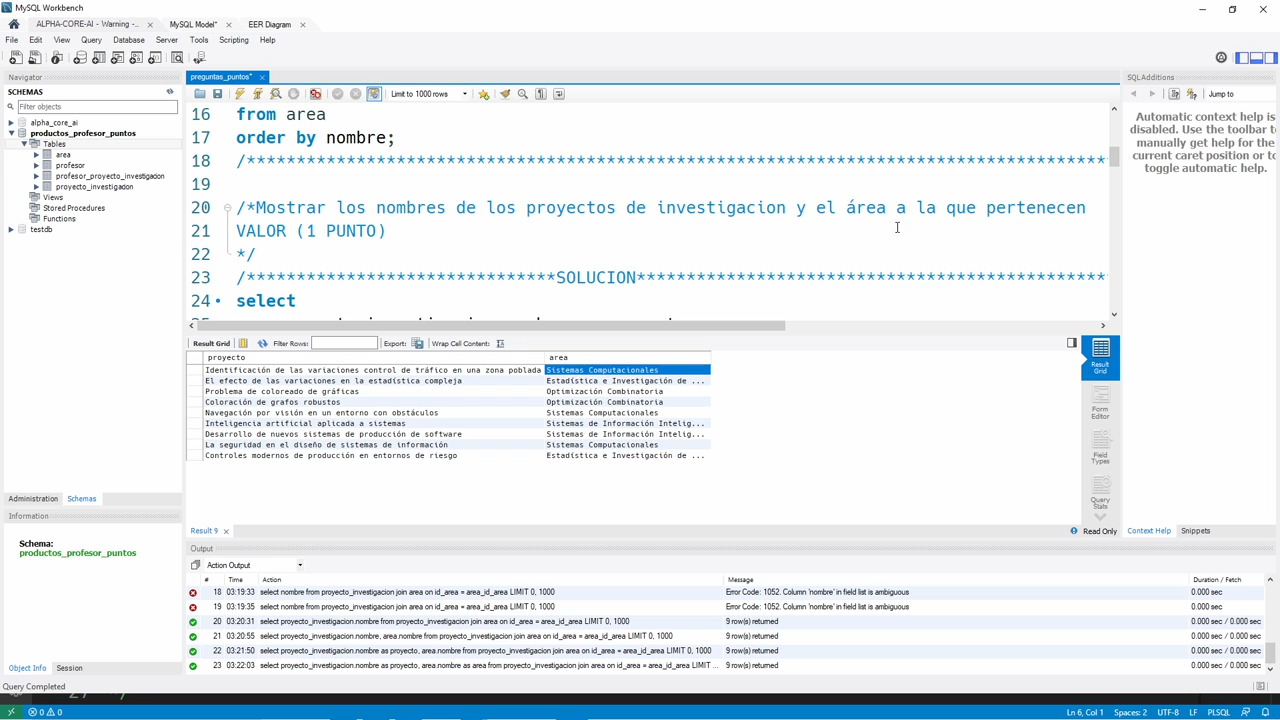 MySQL Workbench
ALPHA-CORE-AI - Warning -... × MySQL Model* × EER Diagram ×
File Edit View Query Database Server Tools Scripting Help
Navigator
SCHEMAS
Filter objects
alpha_core_ai
productos_profesor_puntos
Tables
area
profesor
profesor_proyecto_investigadon
proyecto_investigadon
Views
Stored Procedures
Functions
testdb
Administration Schemas
Information
Schema:
productos_profesor_puntos
Object Info Session
Query Completed
preguntas_puntos* ×
Limit to 1000 rows
16 from area
17 order by nombre;
18 /***************************************************************************************
19
20 /*Mostrar los nombres de los proyectos de investigacion y el área a la que pertenecen
21 VALOR (1 PUNTO)
22 */
23 /*******************************SOLUCION***********************************************
24 select
Result Grid Filter Rows: Export: Wrap Cell Content:
proyecto area
Identificación de las variaciones control de tráfico en una zona poblada Sistemas Computacionales
El efecto de las variaciones en la estadística compleja Estadística e Investigación de ...
Problema de coloreado de gráficas Optimización Combinatoria
Coloración de grafos robustos Optimización Combinatoria
Navegación por visión en un entorno con obstáculos Sistemas Computacionales
Inteligencia artificial aplicada a sistemas Sistemas de Información Intelig...
Desarrollo de nuevos sistemas de producción de software Sistemas de Información Intelig...
La seguridad en el diseño de sistemas de información Sistemas Computacionales
Controles modernos de producción en entornos de riesgo Estadística e Investigación de ...
Result Grid
Form Editor
Field Types
Query Stats
Result 9 × Read Only
Output
Action Output
# Time Action Message Duration / Fetch
18 03:19:33 select nombre from proyecto_investigacion join area on id_area = area_id_area LIMIT 0, 1000 Error Code: 1052. Column 'nombre' in field list is ambiguous 0.000 sec
19 03:19:35 select nombre from proyecto_investigacion join area on id_area = area_id_area LIMIT 0, 1000 Error Code: 1052. Column 'nombre' in field list is ambiguous 0.000 sec
20 03:20:31 select proyecto_investigacion.nombre from proyecto_investigacion join area on id_area = area_id_area LIMIT 0, 1000 9 row(s) returned 0.000 sec / 0.000 sec
21 03:20:55 select proyecto_investigacion.nombre, area.nombre from proyecto_investigacion join area on id_area = area_id_area LIMIT 0, 1000 9 row(s) returned 0.000 sec / 0.000 sec
22 03:21:50 select proyecto_investigacion.nombre as proyecto, area.nombre from proyecto_investigacion join area on id_area = area_id_area LIMIT 0, 1000 9 row(s) returned 0.000 sec / 0.000 sec
23 03:22:03 select proyecto_investigacion.nombre as proyecto, area.nombre as area from proyecto_investigacion join area on id_area = area_id_area LIMIT ... 9 row(s) returned 0.000 sec / 0.000 sec
SQLAdditions
Jump to
Automatic context help is
disabled. Use the toolbar to
manually get help for the
current caret position or to
toggle automatic help.
Context Help Snippets
0 0 Ln 6, Col 1 Spaces: 2 UTF-8 LF PLSQL